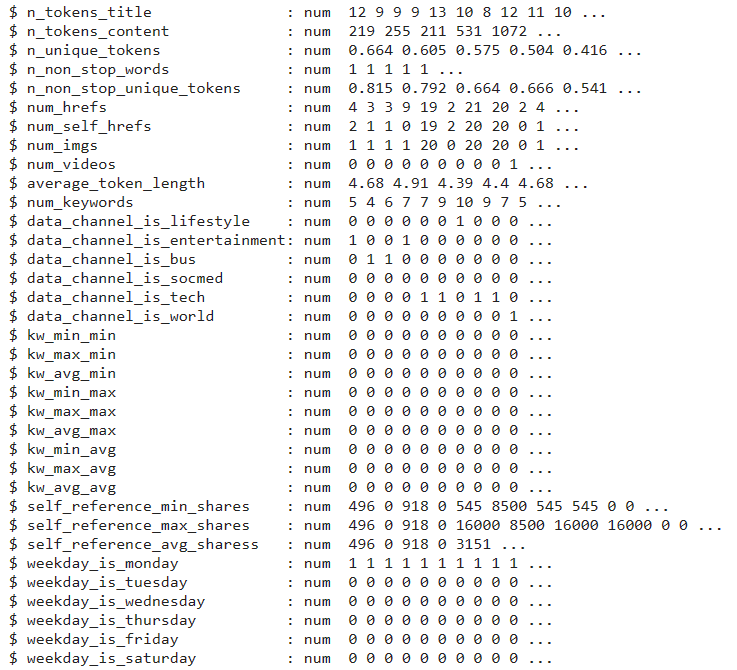 $ n_tokens_title               : num  12 9 9 9 13 10 8 12 11 10 ...
$ n_tokens_content             : num  219 255 211 531 1072 ...
$ n_unique_tokens              : num  0.664 0.605 0.575 0.504 0.416 ...
$ n_non_stop_words             : num  1 1 1 1 1 ...
$ n_non_stop_unique_tokens     : num  0.815 0.792 0.664 0.666 0.541 ...
$ num_hrefs                    : num  4 3 3 9 19 2 21 20 2 4 ...
$ num_self_hrefs               : num  2 1 1 0 19 2 20 20 0 1 ...
$ num_imgs                     : num  1 1 1 1 20 0 20 20 0 1 ...
$ num_videos                   : num  0 0 0 0 0 0 0 0 0 1 ...
$ average_token_length         : num  4.68 4.91 4.39 4.4 4.68 ...
$ num_keywords                 : num  5 4 6 7 7 9 10 9 7 5 ...
$ data_channel_is_lifestyle    : num  0 0 0 0 0 0 1 0 0 0 ...
$ data_channel_is_entertainment: num  1 0 0 1 0 0 0 0 0 0 ...
$ data_channel_is_bus          : num  0 1 1 0 0 0 0 0 0 0 ...
$ data_channel_is_socmed       : num  0 0 0 0 0 0 0 0 0 0 ...
$ data_channel_is_tech         : num  0 0 0 0 1 1 0 1 1 0 ...
$ data_channel_is_world        : num  0 0 0 0 0 0 0 0 0 1 ...
$ kw_min_min                   : num  0 0 0 0 0 0 0 0 0 0 ...
$ kw_max_min                   : num  0 0 0 0 0 0 0 0 0 0 ...
$ kw_avg_min                   : num  0 0 0 0 0 0 0 0 0 0 ...
$ kw_min_max                   : num  0 0 0 0 0 0 0 0 0 0 ...
$ kw_max_max                   : num  0 0 0 0 0 0 0 0 0 0 ...
$ kw_avg_max                   : num  0 0 0 0 0 0 0 0 0 0 ...
$ kw_min_avg                   : num  0 0 0 0 0 0 0 0 0 0 ...
$ kw_max_avg                   : num  0 0 0 0 0 0 0 0 0 0 ...
$ kw_avg_avg                   : num  0 0 0 0 0 0 0 0 0 0 ...
$ self_reference_min_shares    : num  496 0 918 0 545 8500 545 545 0 0 ...
$ self_reference_max_shares    : num  496 0 918 0 16000 8500 16000 16000 0 0 ...
$ self_reference_avg_sharess   : num  496 0 918 0 3151 ...
$ weekday_is_monday            : num  1 1 1 1 1 1 1 1 1 1 ...
$ weekday_is_tuesday           : num  0 0 0 0 0 0 0 0 0 0 ...
$ weekday_is_wednesday         : num  0 0 0 0 0 0 0 0 0 0 ...
$ weekday_is_thursday          : num  0 0 0 0 0 0 0 0 0 0 ...
$ weekday_is_friday            : num  0 0 0 0 0 0 0 0 0 0 ...
$ weekday_is_saturday          : num  0 0 0 0 0 0 0 0 0 0 ...